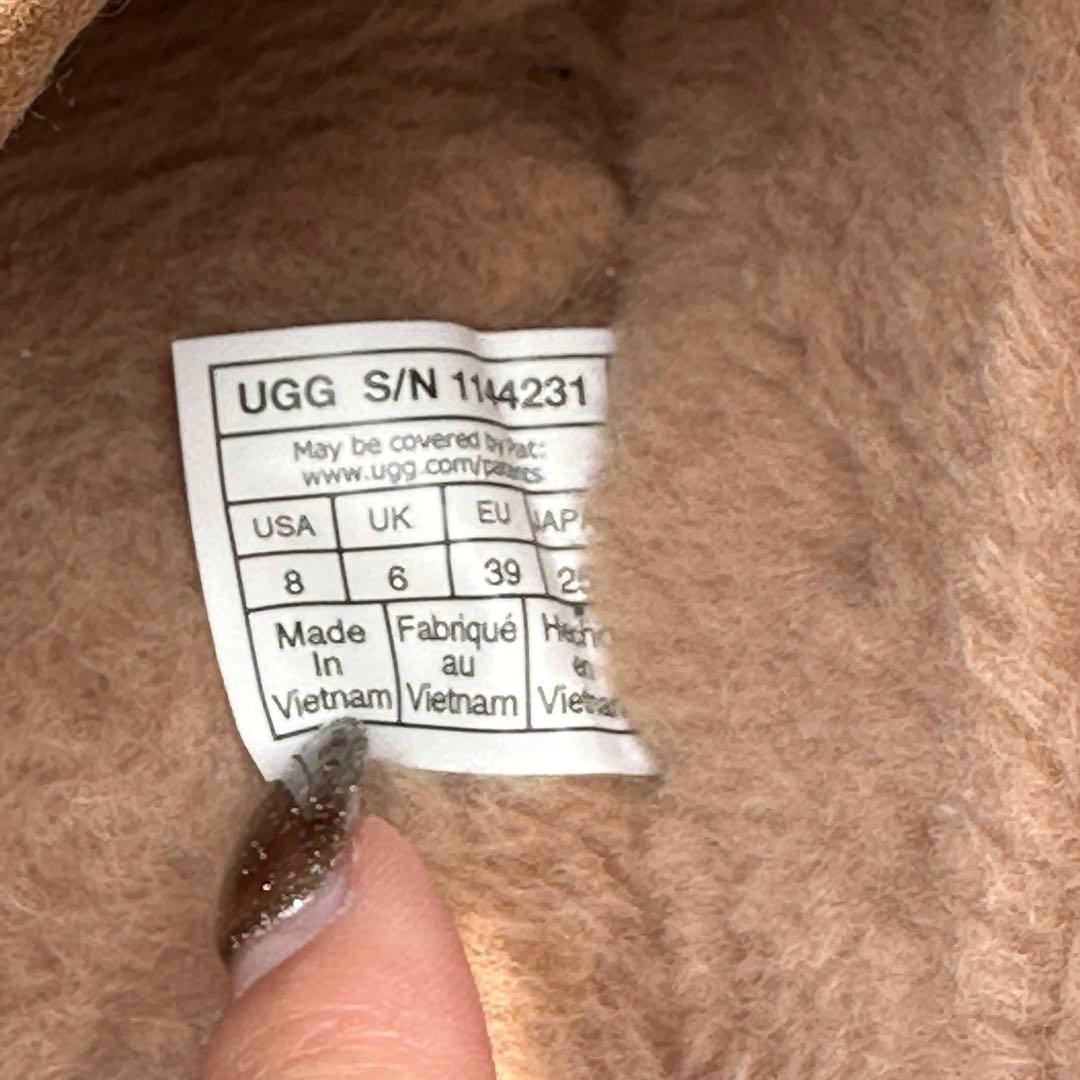 UGG S/N 1144231
May be covered by Pat:
www.ugg.com/patents
USA UK EU
8 6 39
Made Fabriqué
In au en
Vietnam Vietnam